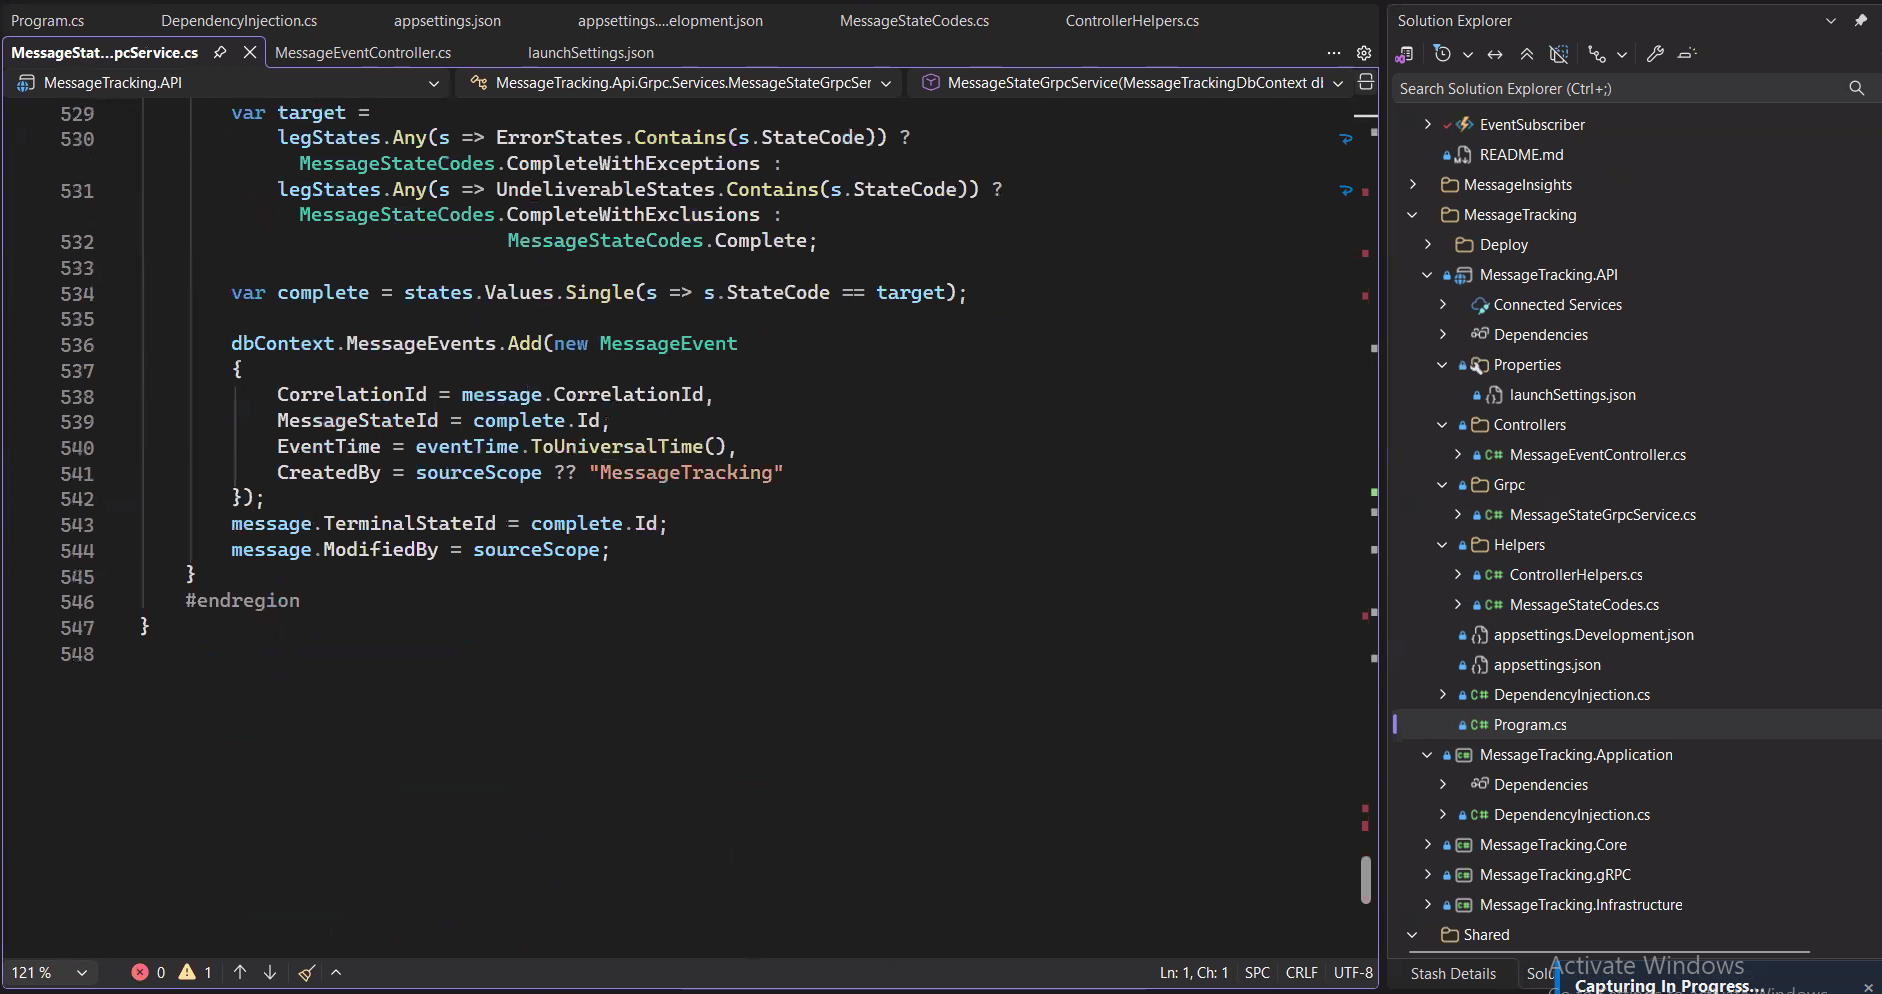 Program.cs DependencyInjection.cs appsettings.json appsettings....elopment.json MessageStateCodes.cs ControllerHelpers.cs
MessageStat...pcService.cs MessageEventController.cs launchSettings.json
MessageTracking.API MessageTracking.Api.Grpc.Services.MessageStateGrpcSer MessageStateGrpcService(MessageTrackingDbContext db
529 var target =
530 legStates.Any(s => ErrorStates.Contains(s.StateCode)) ?
MessageStateCodes.CompleteWithExceptions :
531 legStates.Any(s => UndeliverableStates.Contains(s.StateCode)) ?
MessageStateCodes.CompleteWithExclusions :
532 MessageStateCodes.Complete;
533
534 var complete = states.Values.Single(s => s.StateCode == target);
535
536 dbContext.MessageEvents.Add(new MessageEvent
537 {
538 CorrelationId = message.CorrelationId,
539 MessageStateId = complete.Id,
540 EventTime = eventTime.ToUniversalTime(),
541 CreatedBy = sourceScope ?? "MessageTracking"
542 });
543 message.TerminalStateId = complete.Id;
544 message.ModifiedBy = sourceScope;
545 }
546 #endregion
547 }
548
121 % 0 1 Ln: 1, Ch: 1 SPC CRLF UTF-8
Solution Explorer
Search Solution Explorer (Ctrl+;)
EventSubscriber
README.md
MessageInsights
MessageTracking
Deploy
MessageTracking.API
Connected Services
Dependencies
Properties
launchSettings.json
Controllers
MessageEventController.cs
Grpc
MessageStateGrpcService.cs
Helpers
ControllerHelpers.cs
MessageStateCodes.cs
appsettings.Development.json
appsettings.json
DependencyInjection.cs
Program.cs
MessageTracking.Application
Dependencies
DependencyInjection.cs
MessageTracking.Core
MessageTracking.gRPC
MessageTracking.Infrastructure
Shared
Stash Details Solu
Activate Windows
Capturing In Progress...